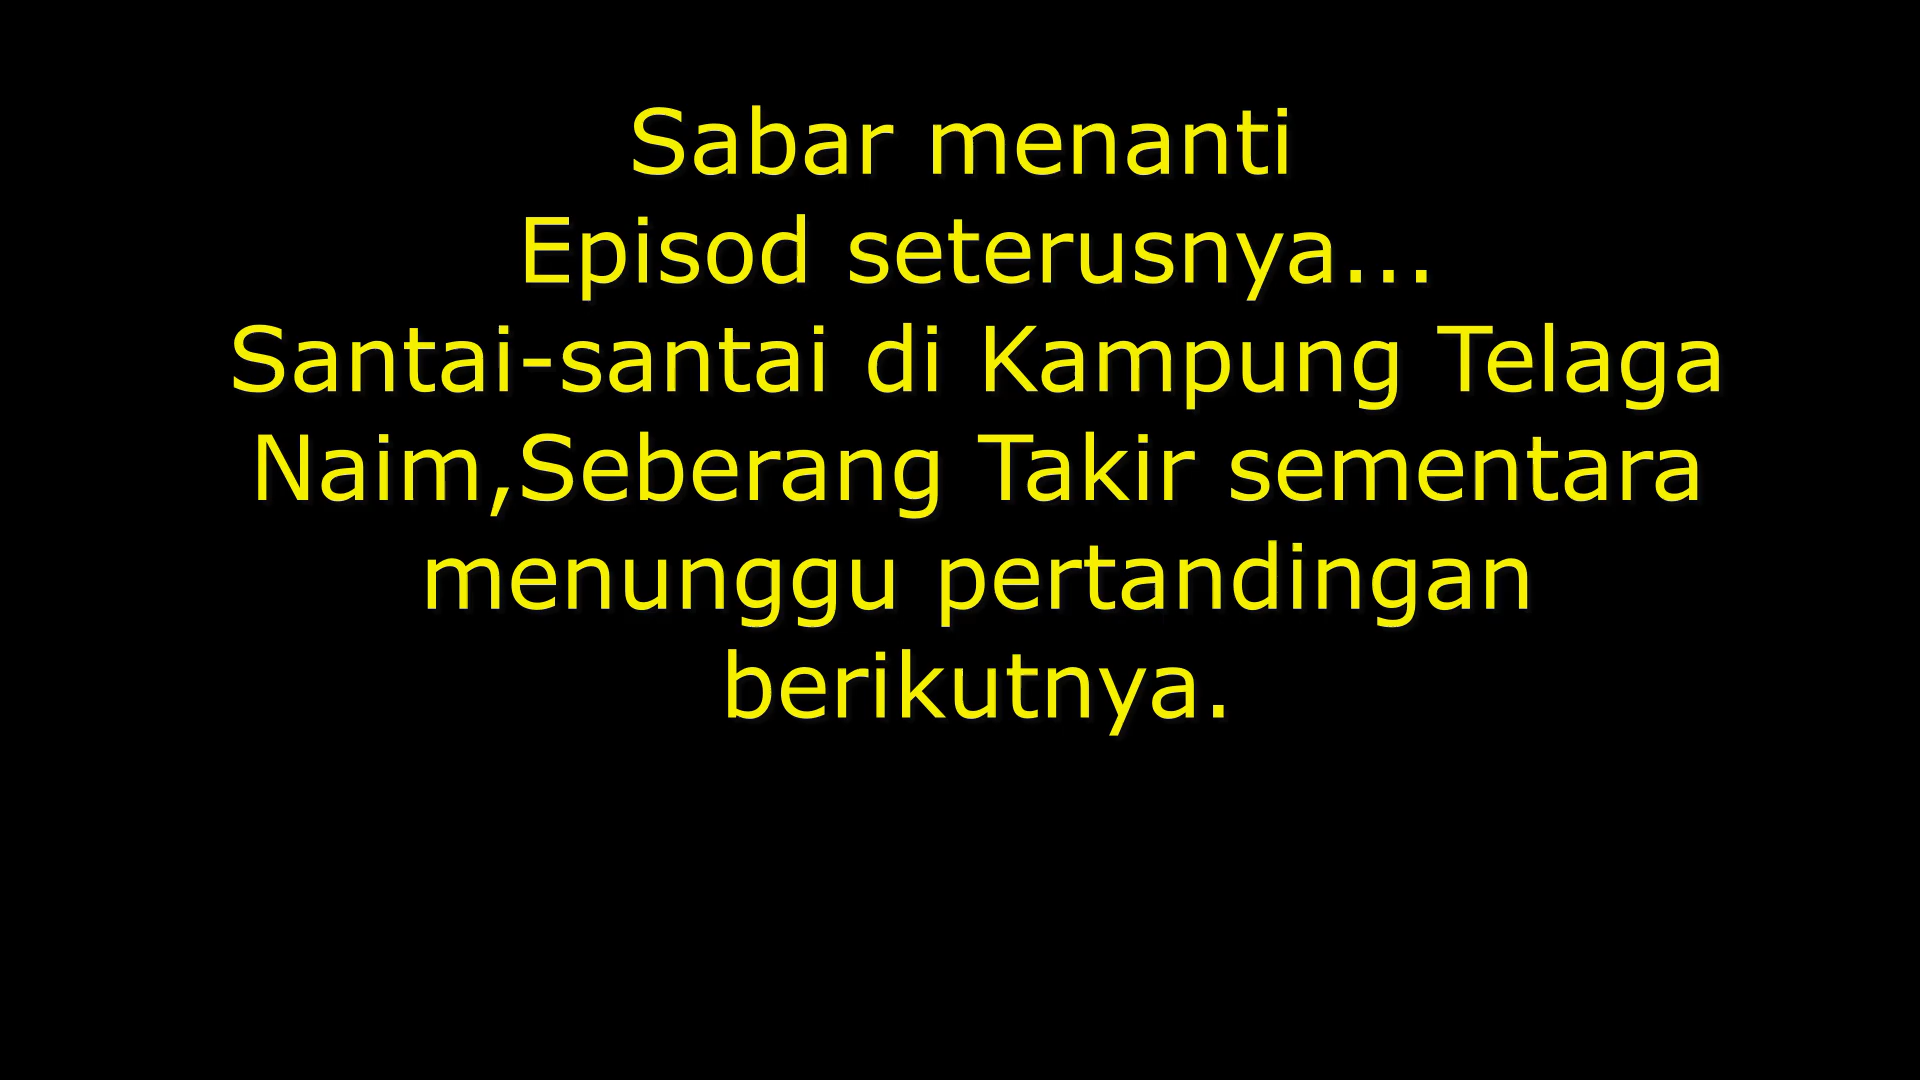 Sabar menanti
Episod seterusnya...
Santai-santai di Kampung Telaga
Naim,Seberang Takir sementara
menunggu pertandingan
berikutnya.